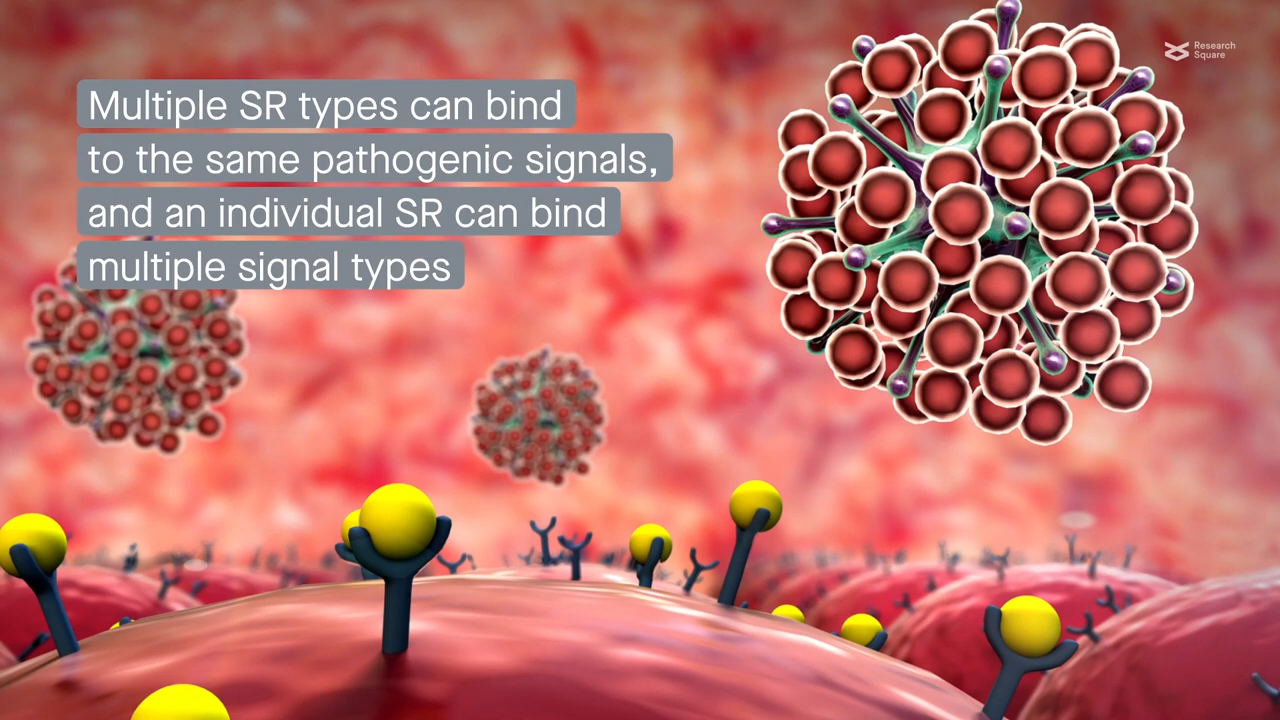 Multiple SR types can bind
to the same pathogenic signals,
and an individual SR can bind
multiple signal types
Research
Square